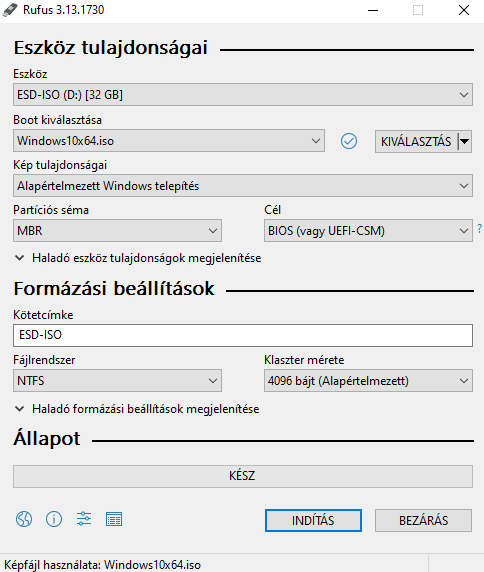 Rufus 3.13.1730
Eszköz tulajdonságai
Eszköz
ESD-ISO (D:) [32 GB]
Boot kiválasztása
Windows10x64.iso
KIVÁLASZTÁS
Kép tulajdonságai
Alapértelmezett Windows telepítés
Partíciós séma Cél
MBR BIOS (vagy UEFI-CSM) ?
Haladó eszköz tulajdonságok megjelenítése
Formázási beállítások
Kötetcímke
ESD-ISO
Fájlrendszer Klaszter mérete
NTFS 4096 bájt (Alapértelmezett)
Haladó formázási beállítások megjelenítése
Állapot
KÉSZ
INDÍTÁS BEZÁRÁS
Képfájl használata: Windows10x64.iso